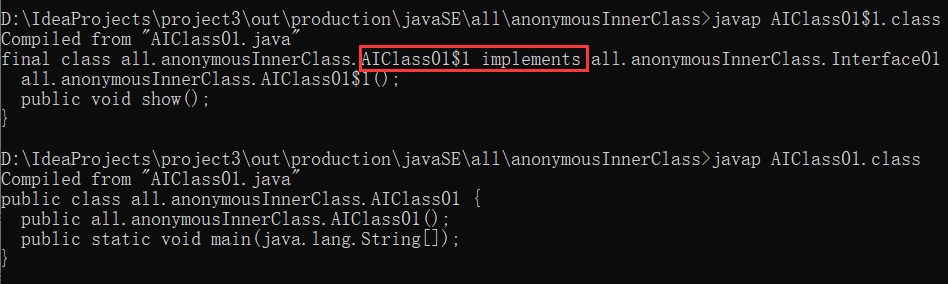 D:\IdeaProjects\project3\out\production\javaSE\all\anonymousInnerClass>javap AIClass01$1.class
Compiled from "AIClass01.java"
final class all.anonymousInnerClass.AIClass01$1 implements all.anonymousInnerClass.Interface01
  all.anonymousInnerClass.AIClass01$1();
  public void show();
}
D:\IdeaProjects\project3\out\production\javaSE\all\anonymousInnerClass>javap AIClass01.class
Compiled from "AIClass01.java"
public class all.anonymousInnerClass.AIClass01 {
  public all.anonymousInnerClass.AIClass01();
  public static void main(java.lang.String[]);
}